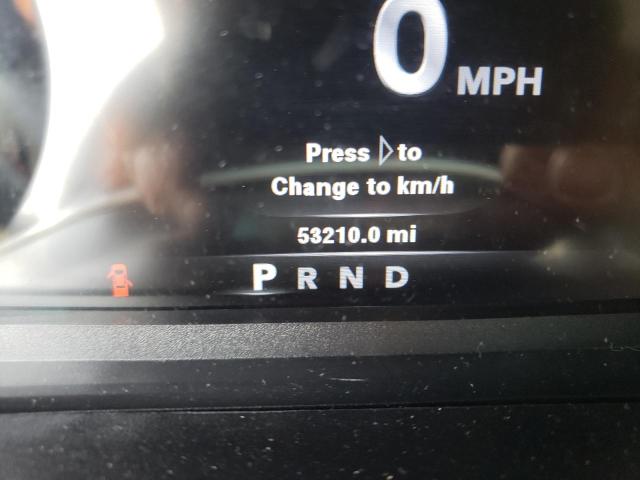 0 MPH
Press ▷ to
Change to km/h
53210.0 mi
P R N D